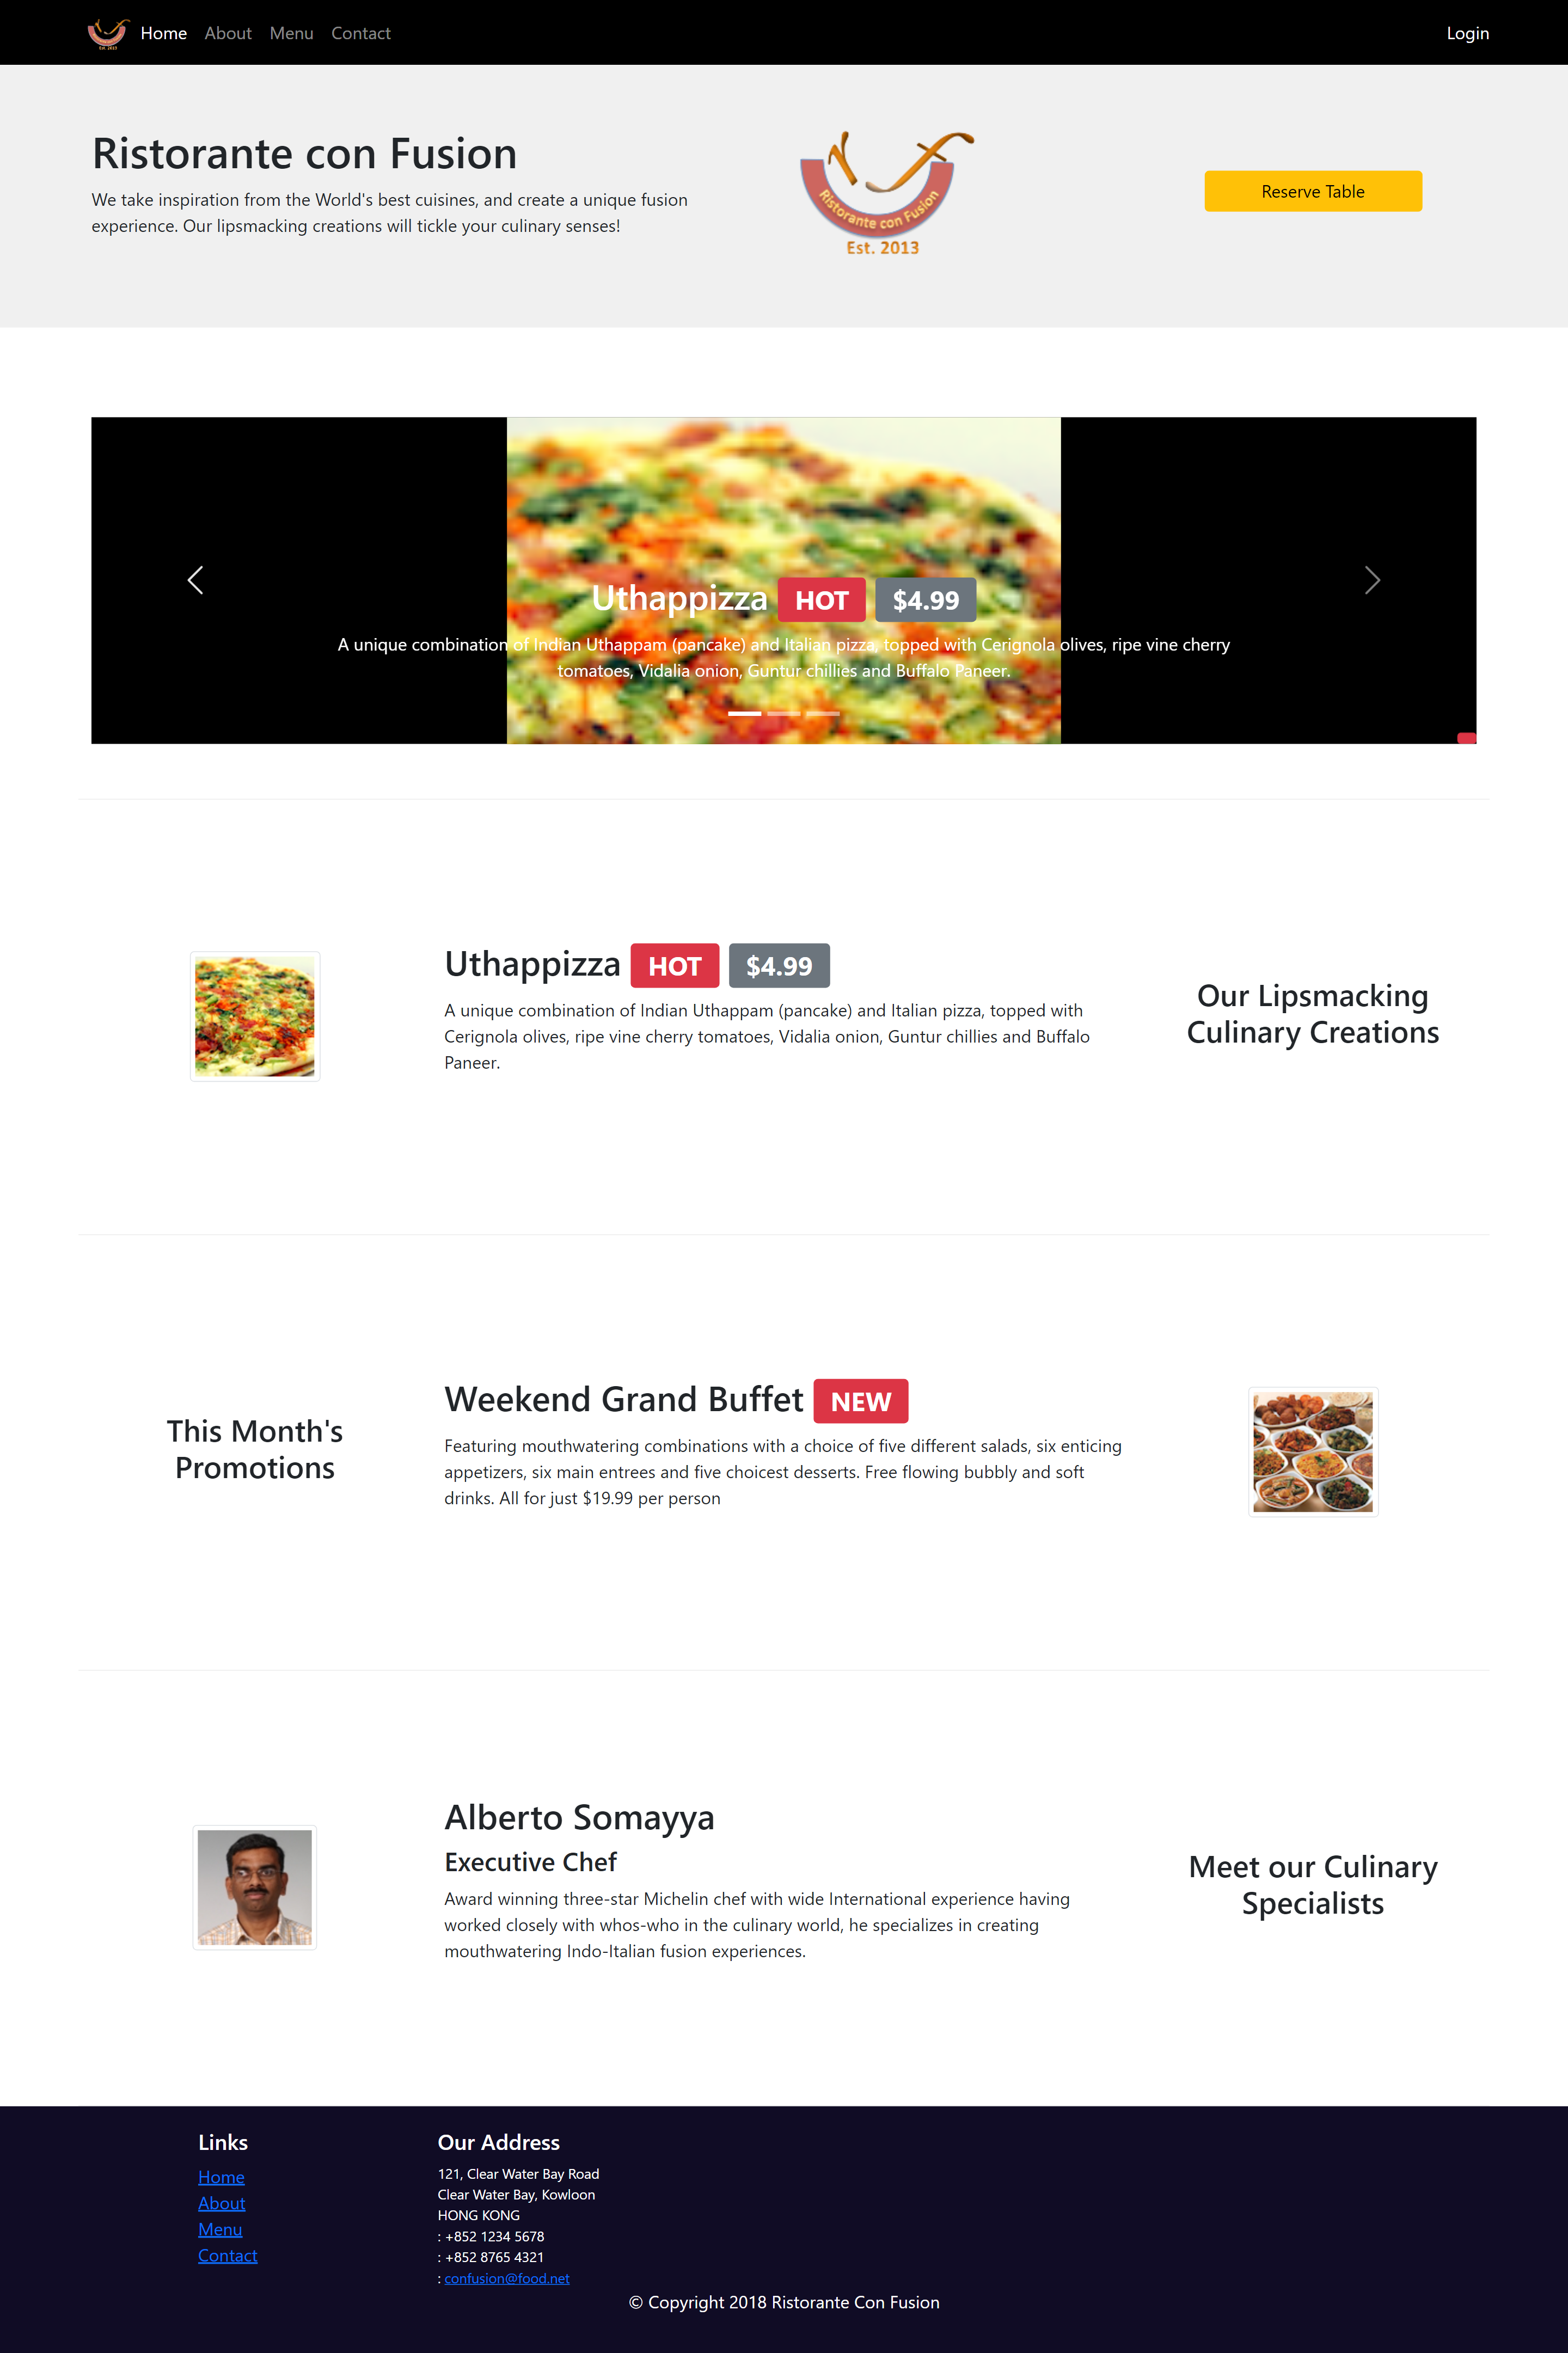 Home About Menu Contact Login
Ristorante con Fusion
We take inspiration from the World's best cuisines, and create a unique fusion
experience. Our lipsmacking creations will tickle your culinary senses!
Ristorante con Fusion
Est. 2013
Reserve Table
Uthappizza HOT $4.99
A unique combination of Indian Uthappam (pancake) and Italian pizza, topped with Cerignola olives, ripe vine cherry
tomatoes, Vidalia onion, Guntur chillies and Buffalo Paneer.
Uthappizza HOT $4.99
A unique combination of Indian Uthappam (pancake) and Italian pizza, topped with
Cerignola olives, ripe vine cherry tomatoes, Vidalia onion, Guntur chillies and Buffalo
Paneer.
Our Lipsmacking
Culinary Creations
This Month's
Promotions
Weekend Grand Buffet NEW
Featuring mouthwatering combinations with a choice of five different salads, six enticing
appetizers, six main entrees and five choicest desserts. Free flowing bubbly and soft
drinks. All for just $19.99 per person
Alberto Somayya
Executive Chef
Award winning three-star Michelin chef with wide International experience having
worked closely with whos-who in the culinary world, he specializes in creating
mouthwatering Indo-Italian fusion experiences.
Meet our Culinary
Specialists
Links
Home
About
Menu
Contact
Our Address
121, Clear Water Bay Road
Clear Water Bay, Kowloon
HONG KONG
: +852 1234 5678
: +852 8765 4321
: confusion@food.net
© Copyright 2018 Ristorante Con Fusion